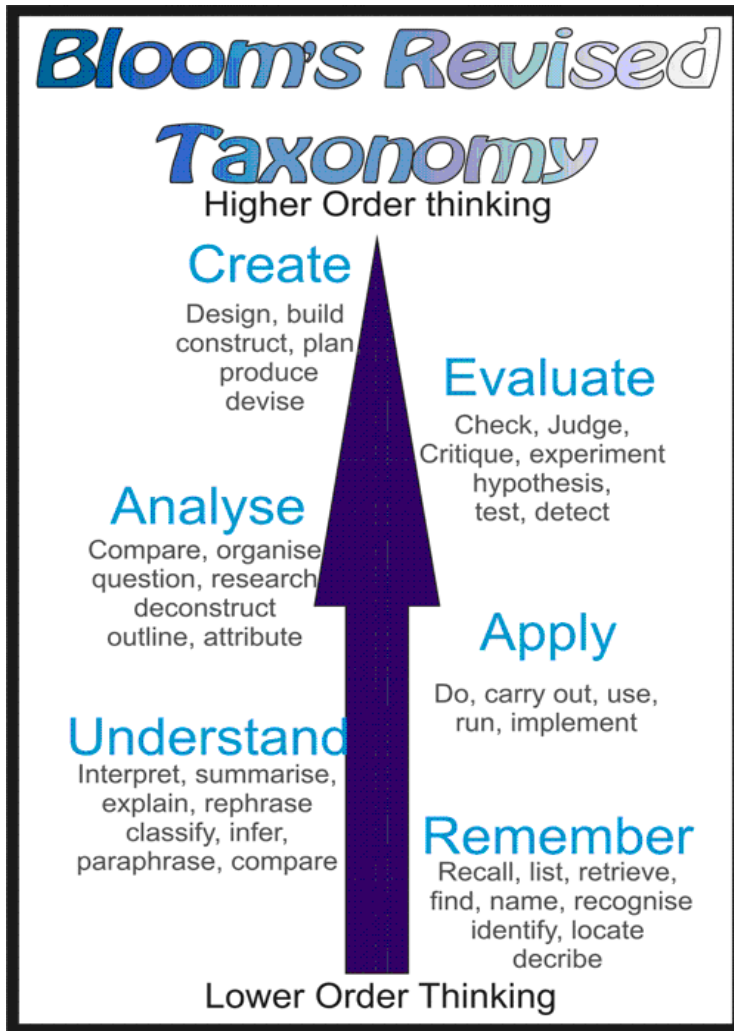 Bloom's Revised
Taxonomy
Higher Order thinking
Create
Design, build
construct, plan
produce
devise
Evaluate
Check, Judge,
Critique, experiment
hypothesis,
test, detect
Analyse
Compare, organise
question, research
deconstruct
outline, attribute
Apply
Do, carry out, use,
run, implement
Understand
Interpret, summarise,
explain, rephrase
classify, infer,
paraphrase, compare
Remember
Recall, list, retrieve,
find, name, recognise
identify, locate
decribe
Lower Order Thinking